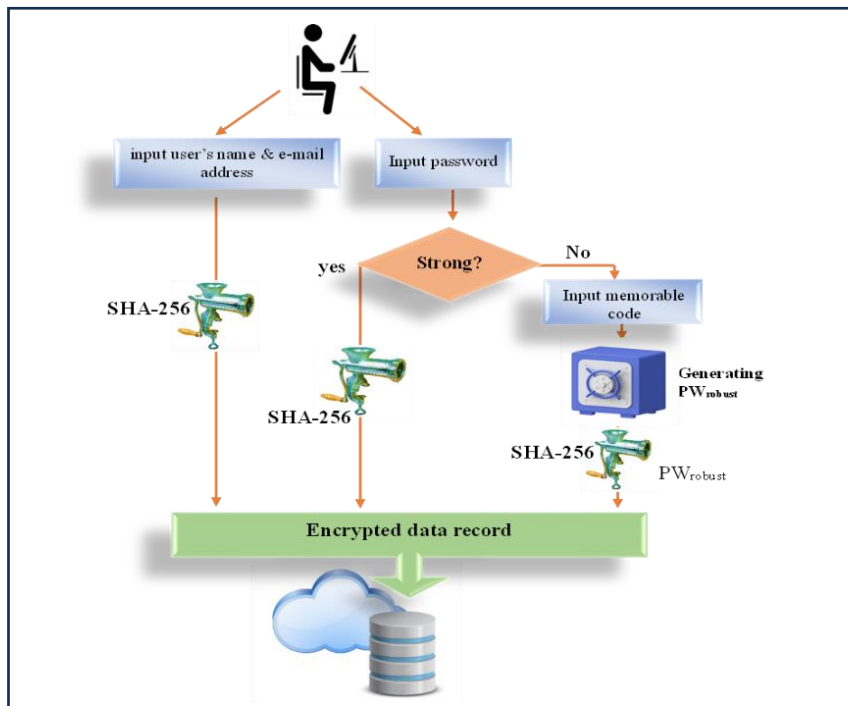 input user's name & e-mail
address
Input password
yes
Strong?
No
SHA-256
Input memorable
code
SHA-256
Generating
PWrobust
SHA-256
PWrobust
Encrypted data record